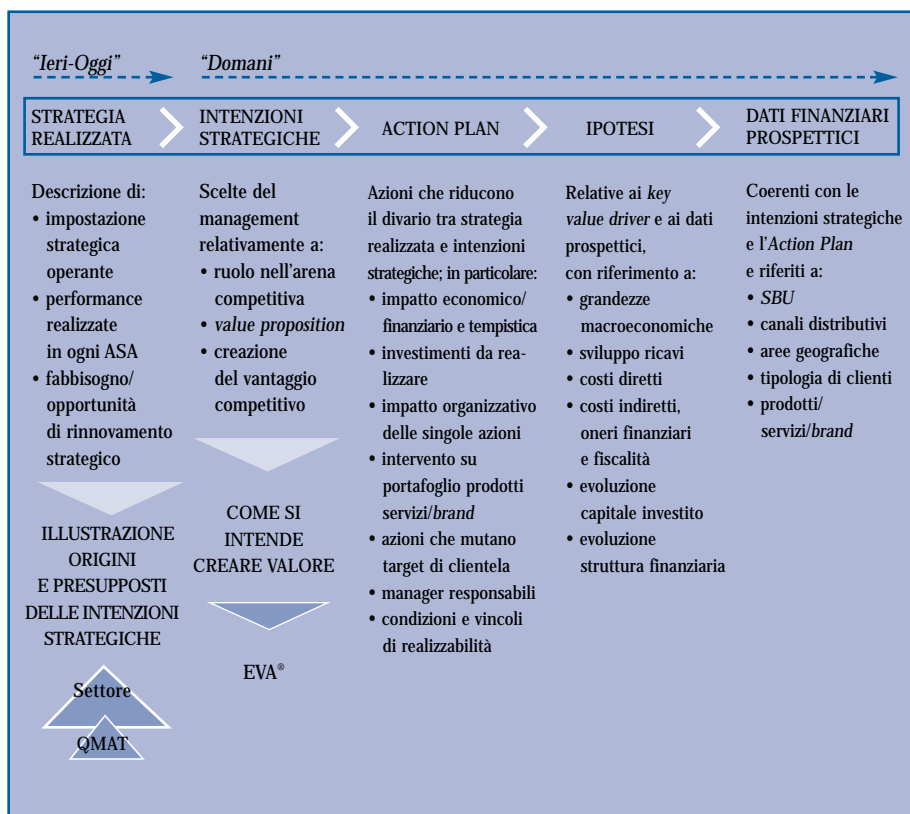 “Ieri-Oggi”
“Domani”
STRATEGIA
REALIZZATA
INTENZIONI
STRATEGICHE
ACTION PLAN
IPOTESI
DATI FINANZIARI
PROSPETTICI
Descrizione di:
• impostazione
strategica
operante
• performance
realizzate
in ogni ASA
• fabbisogno/
opportunità
di rinnovamento
strategico
ILLUSTRAZIONE
ORIGINI
E PRESUPPOSTI
DELLE INTENZIONI
STRATEGICHE
Settore
QMAT
Scelte del
management
relativamente a:
• ruolo nell'arena
competitiva
• value proposition
• creazione
del vantaggio
competitivo
COME SI
INTENDE
CREARE VALORE
EVA®
Azioni che riducono
il divario tra strategia
realizzata e intenzioni
strategiche; in particolare:
• impatto economico/
finanziario e tempistica
• investimenti da rea-
lizzare
• impatto organizzativo
delle singole azioni
• intervento su
portafoglio prodotti
servizi/brand
• azioni che mutano
target di clientela
• manager responsabili
• condizioni e vincoli
di realizzabilità
Relative ai key
value driver e ai dati
prospettici,
con riferimento a:
• grandezze
macroeconomiche
• sviluppo ricavi
• costi diretti
• costi indiretti,
oneri finanziari
e fiscalità
• evoluzione
capitale investito
• evoluzione
struttura finanziaria
Coerenti con le
intenzioni strategiche
e l'Action Plan
e riferiti a:
• SBU
• canali distributivi
• aree geografiche
• tipologia di clienti
• prodotti/
servizi/brand